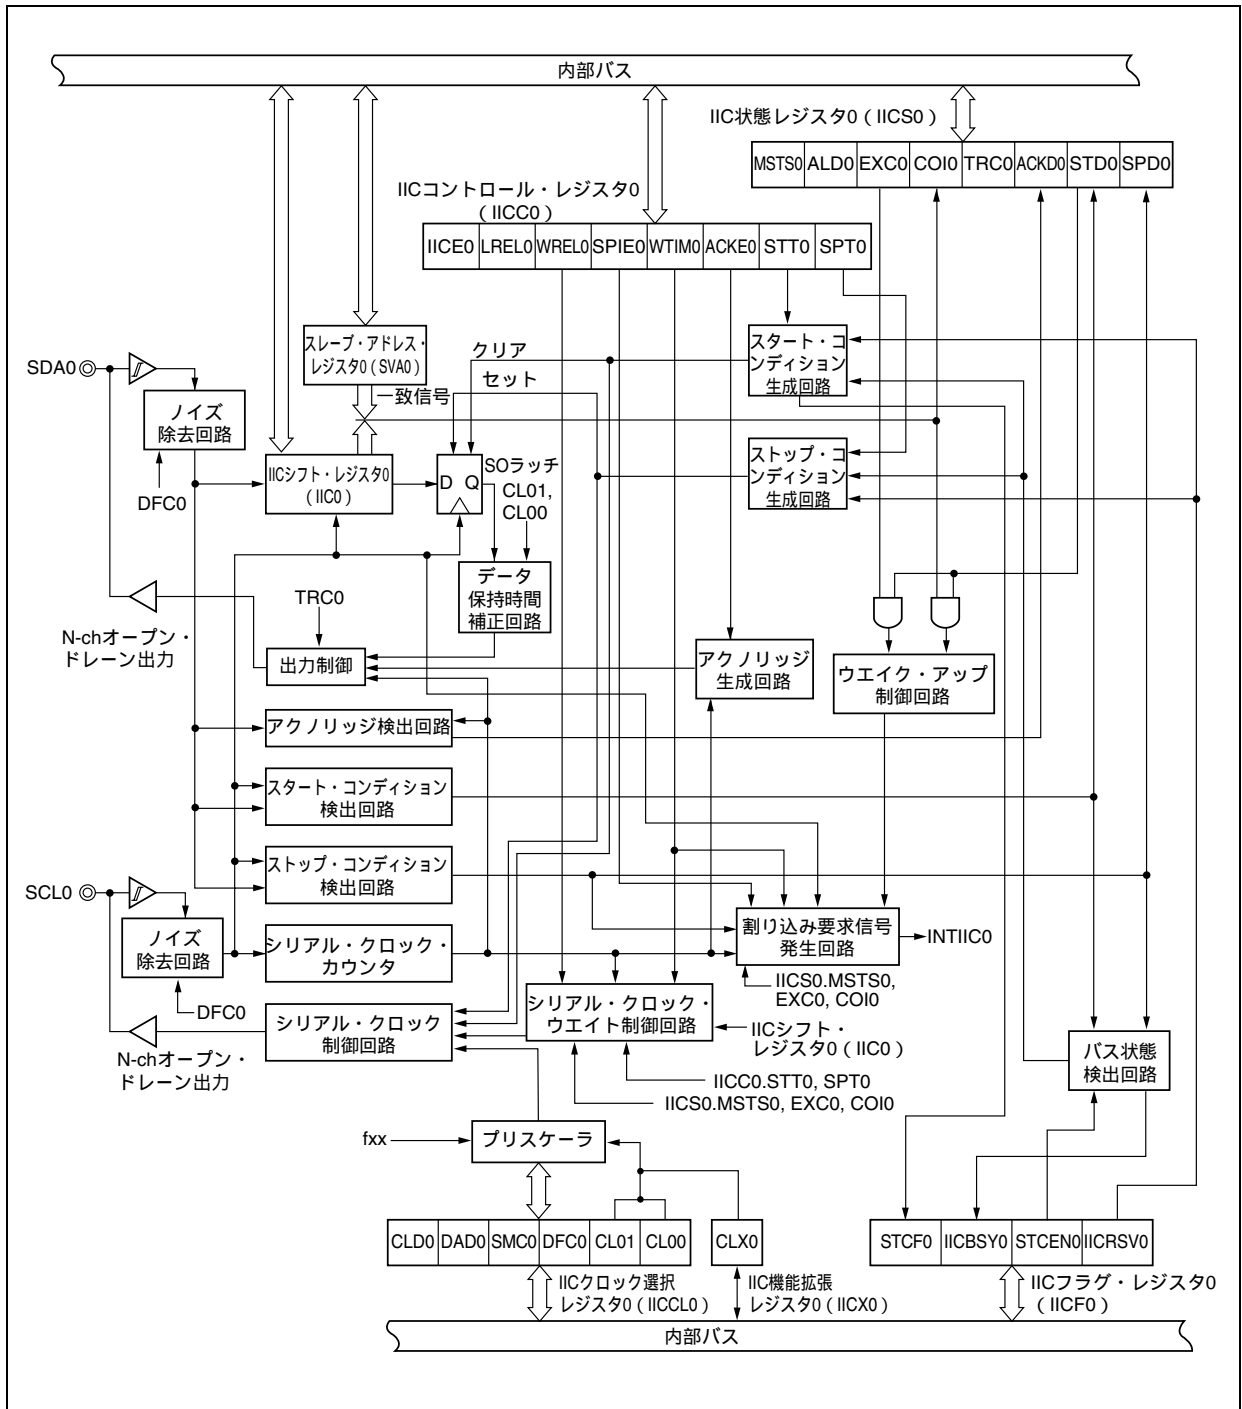 内部バス
IIC状態レジスタ0（IICS0）
MSTS0 ALD0 EXC0 COI0 TRC0 ACKD0 STD0 SPD0
IICコントロール・レジスタ0
（IICC0）
IICE0 LREL0 WREL0 SPIE0 WTIM0 ACKE0 STT0 SPT0
スレーブ・アドレス・
レジスタ0（SVA0）
一致信号
クリア
セット
スタート・コ
ンディション
生成回路
SDA0
ノイズ
除去回路
DFC0
IICシフト・レジスタ0
（IIC0）
D Q
SOラッチ
CL01,
CL00
ストップ・コ
ンディション
生成回路
データ
保持時間
補正回路
TRC0
N-chオープン・
ドレーン出力
出力制御
アクノリッジ
生成回路
ウエイク・アップ
制御回路
アクノリッジ検出回路
スタート・コンディション
検出回路
ストップ・コンディション
検出回路
SCL0
ノイズ
除去回路
DFC0
シリアル・クロック・
カウンタ
割り込み要求信号
発生回路
INTIIC0
IICS0.MSTS0,
EXC0, COI0
シリアル・クロック
制御回路
N-chオープン・
ドレーン出力
シリアル・クロック・
ウエイト制御回路
IICシフト・
レジスタ0（IIC0）
IICC0.STT0, SPT0
IICS0.MSTS0, EXC0, COI0
バス状態
検出回路
fxx
プリスケーラ
CLD0 DAD0 SMC0 DFC0 CL01 CL00
CLX0
STCF0 IICBSY0 STCEN0 IICRSV0
IICクロック選択
レジスタ0（IICCL0）
IIC機能拡張
レジスタ0（IICX0）
IICフラグ・レジスタ0
（IICF0）
内部バス